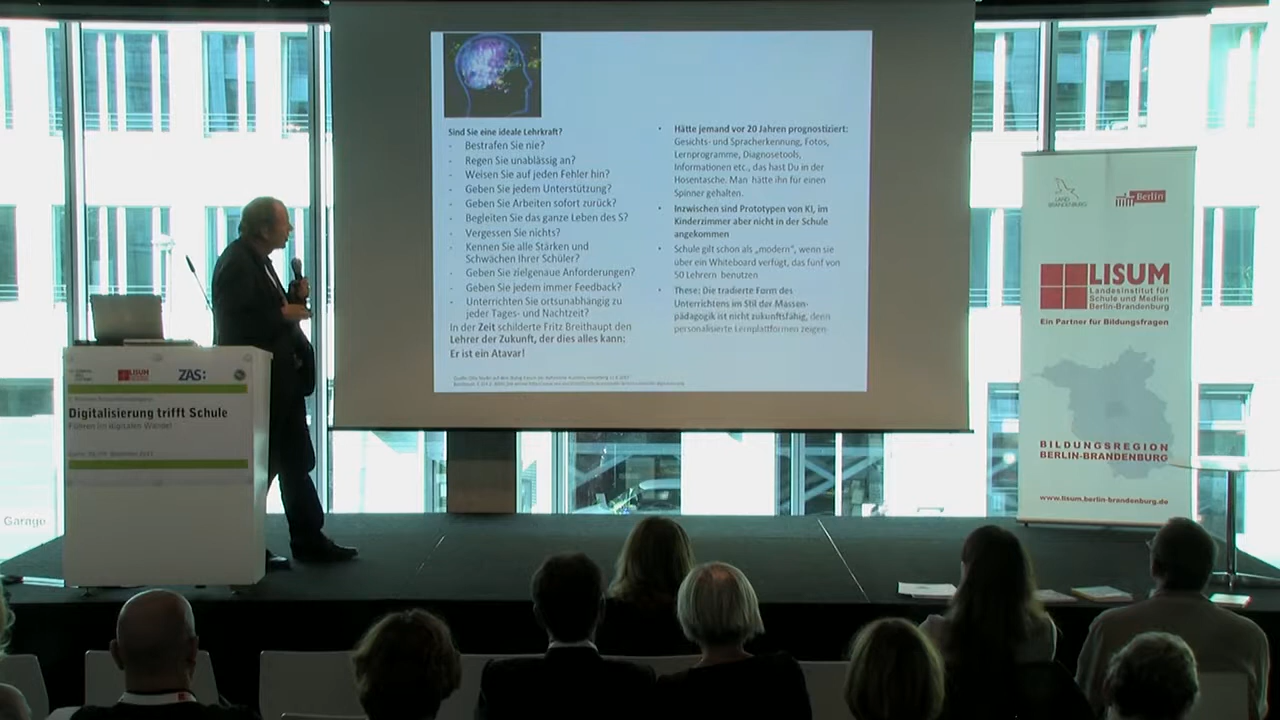 Sind Sie eine ideale Lehrkraft?
- Bestrafen Sie nie?
- Regen Sie unablässig an?
- Weisen Sie auf jeden Fehler hin?
- Geben Sie jedem Unterstützung?
- Geben Sie Arbeiten sofort zurück?
- Begleiten Sie das ganze Leben des S?
- Vergessen Sie nichts?
- Kennen Sie alle Stärken und
Schwächen Ihrer Schüler?
- Geben Sie zielgenaue Anforderungen?
- Geben Sie jedem immer Feedback?
- Unterrichten Sie ortsunabhängig zu
jeder Tages- und Nachtzeit?
In der Zeit schilderte Fritz Breithaupt den
Lehrer der Zukunft, der dies alles kann:
Er ist ein Atavar!
• Hätte jemand vor 20 Jahren prognostiziert:
Gesichts- und Spracherkennung, Fotos,
Lernprogramme, Diagnosetools,
Informationen etc., das hast Du in der
Hosentasche. Man hätte ihn für einen
Spinner gehalten.
• Inzwischen sind Prototypen von KI, im
Kinderzimmer aber nicht in der Schule
angekommen
• Schule gilt schon als „modern", wenn sie
über ein Whiteboard verfügt, das fünf von
50 Lehrern benutzen
• These: Die tradierte Form des
Unterrichtens im Stil der Massen-
pädagogik ist nicht zukunftsfähig, denn
personalisierte Lernplattformen zeigen
LISUM
ZAS:
Digitalisierung trifft Schule
Führen im digitalen Wandel
Garage
LAND
BRANDENBURG
Berlin
LISUM
Landesinstitut für
Schule und Medien
Berlin-Brandenburg
Ein Partner für Bildungsfragen
BILDUNGSREGION
BERLIN-BRANDENBURG
www.lisum.berlin-brandenburg.de